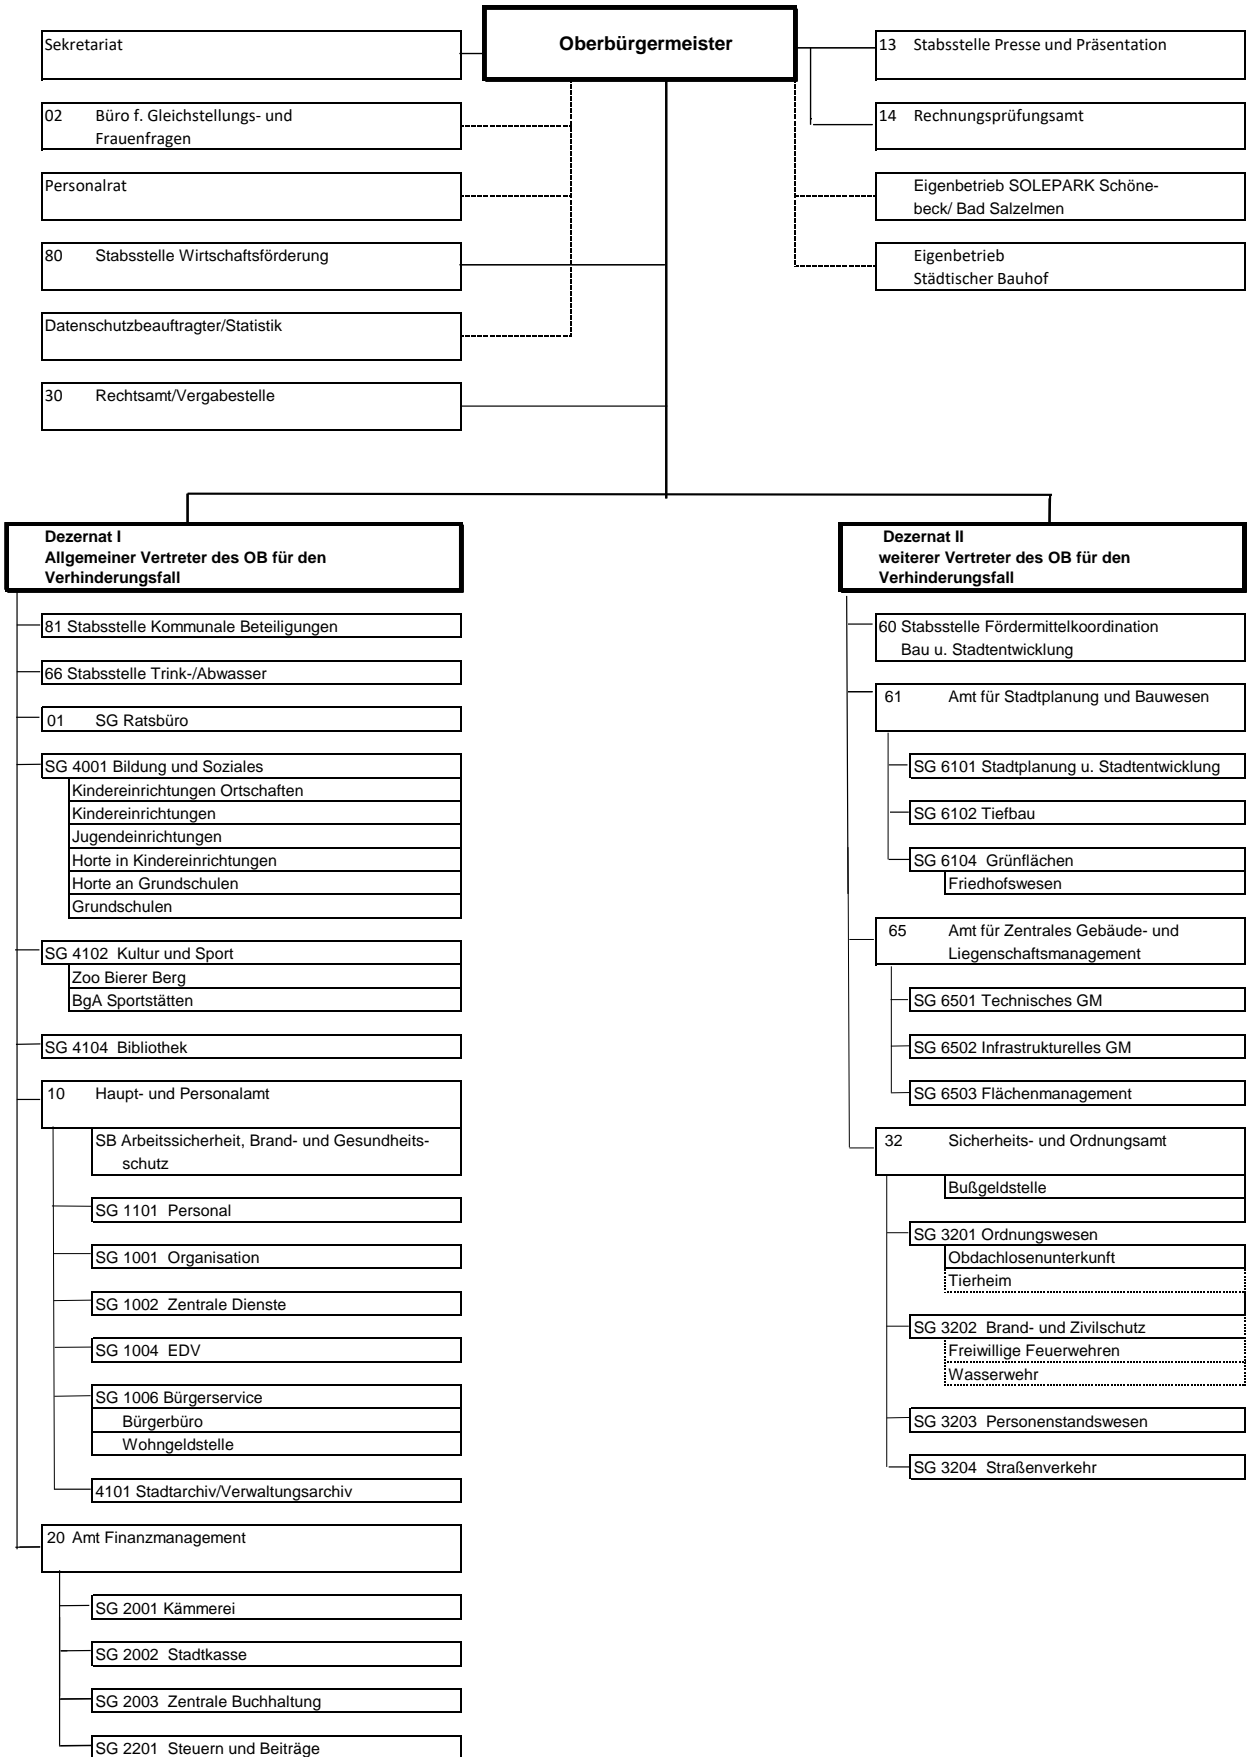 Oberbürgermeister
Sekretariat
02 Büro f. Gleichstellungs- und
Frauenfragen
Personalrat
80 Stabsstelle Wirtschaftsförderung
Datenschutzbeauftragter/Statistik
30 Rechtsamt/Vergabestelle
13 Stabsstelle Presse und Präsentation
14 Rechnungsprüfungsamt
Eigenbetrieb SOLEPARK Schöne-
beck/ Bad Salzelmen
Eigenbetrieb
Städtischer Bauhof
Dezernat I
Allgemeiner Vertreter des OB für den
Verhinderungsfall
81 Stabsstelle Kommunale Beteiligungen
66 Stabsstelle Trink-/Abwasser
01 SG Ratsbüro
SG 4001 Bildung und Soziales
Kindereinrichtungen Ortschaften
Kindereinrichtungen
Jugendeinrichtungen
Horte in Kindereinrichtungen
Horte an Grundschulen
Grundschulen
SG 4102 Kultur und Sport
Zoo Bierer Berg
BgA Sportstätten
SG 4104 Bibliothek
10 Haupt- und Personalamt
SB Arbeitssicherheit, Brand- und Gesundheits-
schutz
SG 1101 Personal
SG 1001 Organisation
SG 1002 Zentrale Dienste
SG 1004 EDV
SG 1006 Bürgerservice
Bürgerbüro
Wohngeldstelle
4101 Stadtarchiv/Verwaltungsarchiv
20 Amt Finanzmanagement
SG 2001 Kämmerei
SG 2002 Stadtkasse
SG 2003 Zentrale Buchhaltung
SG 2201 Steuern und Beiträge
Dezernat II
weiterer Vertreter des OB für den
Verhinderungsfall
60 Stabsstelle Fördermittelkoordination
Bau u. Stadtentwicklung
61 Amt für Stadtplanung und Bauwesen
SG 6101 Stadtplanung u. Stadtentwicklung
SG 6102 Tiefbau
SG 6104 Grünflächen
Friedhofswesen
65 Amt für Zentrales Gebäude- und
Liegenschaftsmanagement
SG 6501 Technisches GM
SG 6502 Infrastrukturelles GM
SG 6503 Flächenmanagement
32 Sicherheits- und Ordnungsamt
Bußgeldstelle
SG 3201 Ordnungswesen
Obdachlosenunterkunft
Tierheim
SG 3202 Brand- und Zivilschutz
Freiwillige Feuerwehren
Wasserwehr
SG 3203 Personenstandswesen
SG 3204 Straßenverkehr